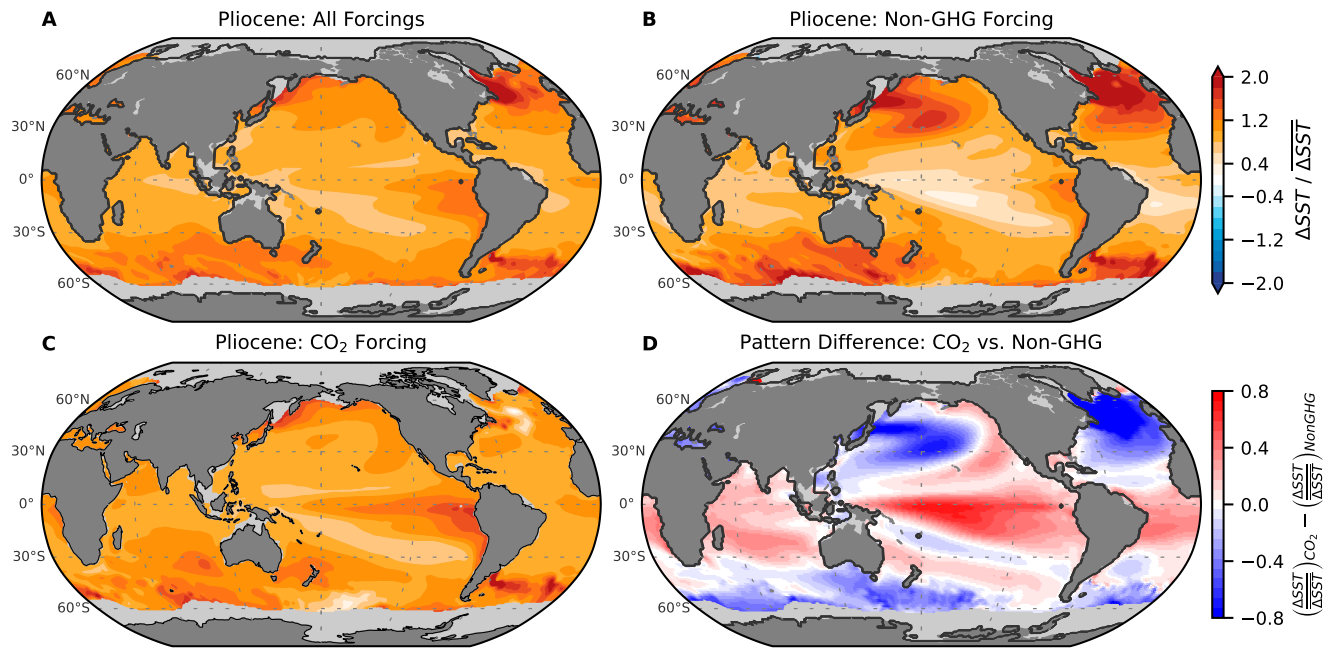 A Pliocene: All Forcings
60°N
30°N
0°
30°S
60°S
B Pliocene: Non-GHG Forcing
60°N
30°N
0°
30°S
60°S
2.0
1.2
0.4
−0.4
−1.2
−2.0
ΔSST / \overline{ΔSST}
C Pliocene: CO₂ Forcing
60°N
30°N
0°
30°S
60°S
D Pattern Difference: CO₂ vs. Non-GHG
60°N
30°N
0°
30°S
60°S
0.8
0.4
0.0
−0.4
−0.8
(ΔSST / \overline{ΔSST})_{CO₂} − (ΔSST / \overline{ΔSST})_{NonGHG}